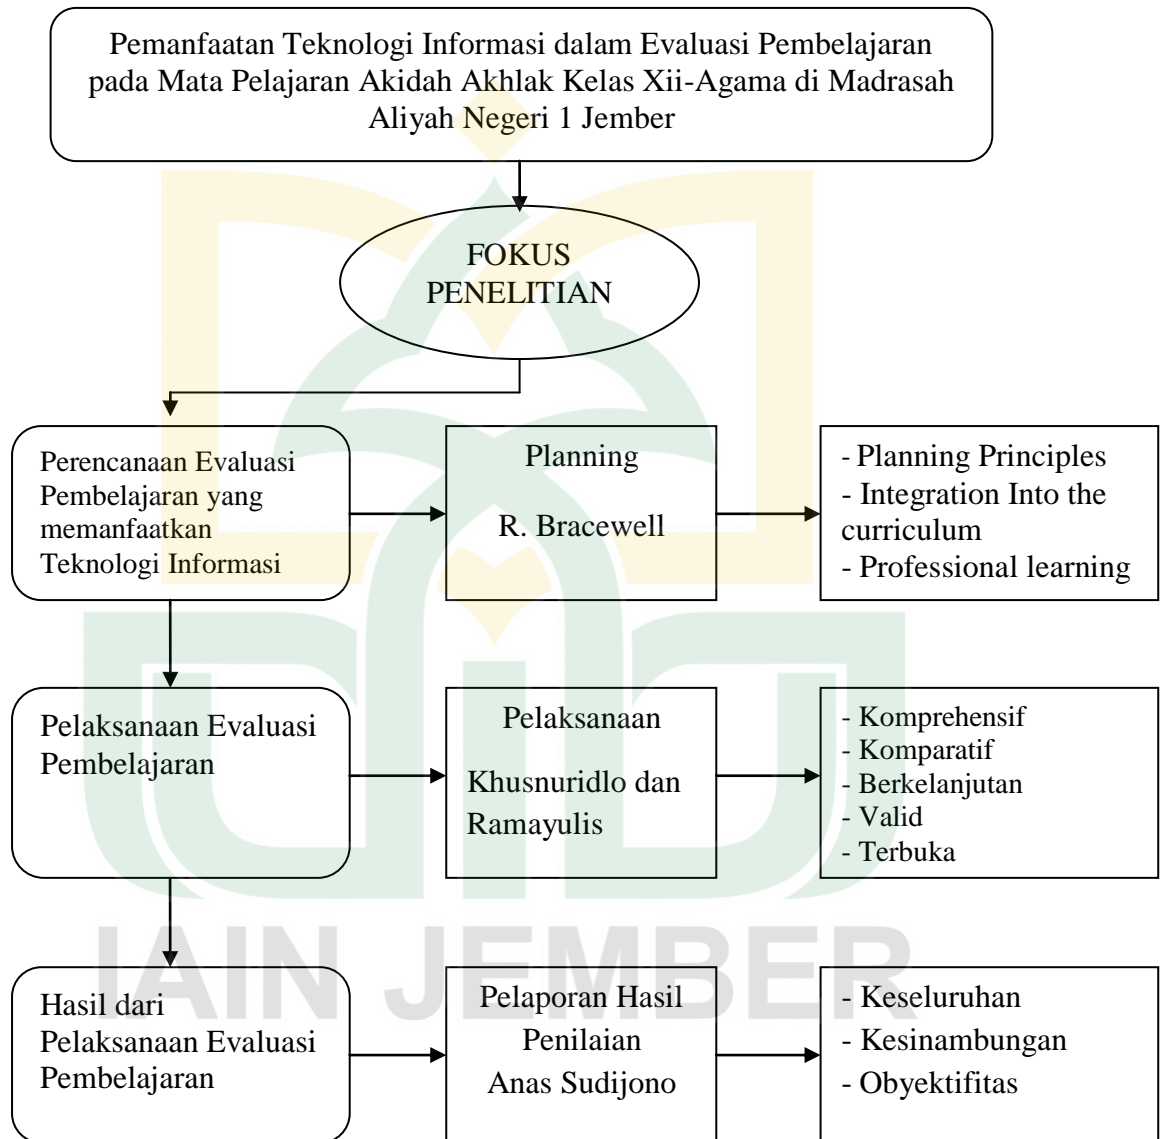 Pemanfaatan Teknologi Informasi dalam Evaluasi Pembelajaran
pada Mata Pelajaran Akidah Akhlak Kelas Xii-Agama di Madrasah
Aliyah Negeri 1 Jember
FOKUS
PENELITIAN
Perencanaan Evaluasi
Pembelajaran yang
memanfaatkan
Teknologi Informasi
Planning
R. Bracewell
- Planning Principles
- Integration Into the
curriculum
- Professional learning
Pelaksanaan Evaluasi
Pembelajaran
Pelaksanaan
Khusnuridlo dan
Ramayulis
- Komprehensif
- Komparatif
- Berkelanjutan
- Valid
- Terbuka
IAIN JEMBER
Hasil dari
Pelaksanaan Evaluasi
Pembelajaran
Pelaporan Hasil
Penilaian
Anas Sudijono
- Keseluruhan
- Kesinambungan
- Obyektifitas